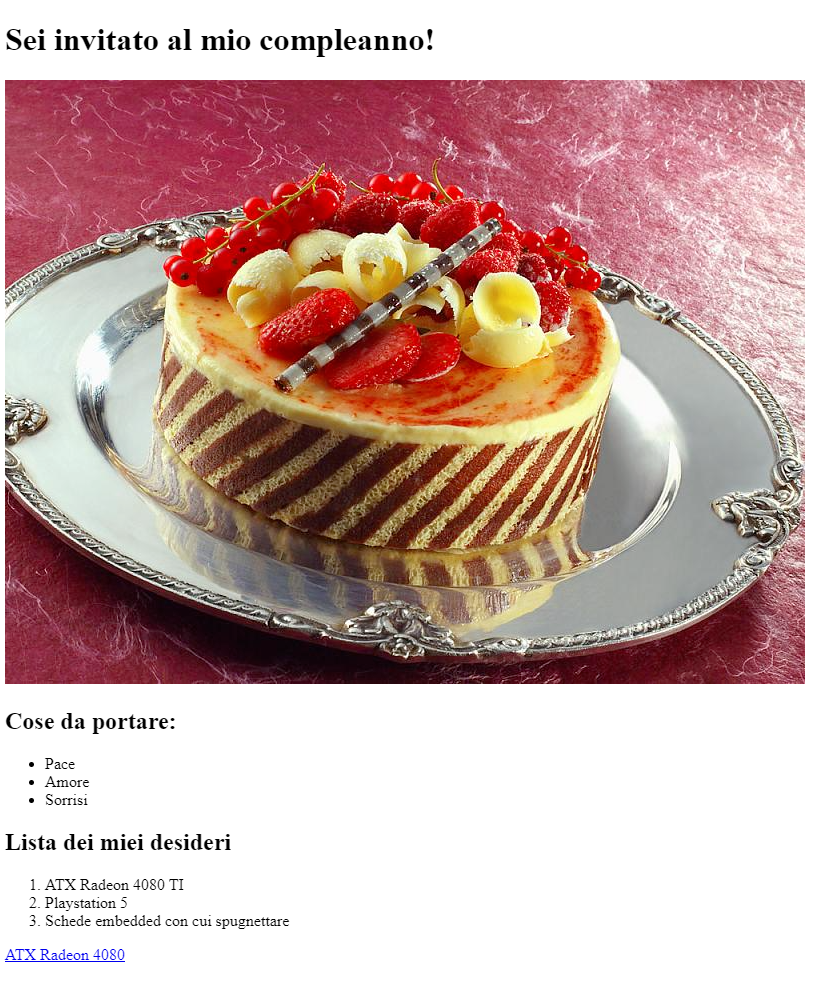 Sei invitato al mio compleanno!
Cose da portare:
Pace
Amore
Sorrisi
Lista dei miei desideri
1. ATX Radeon 4080 TI
2. Playstation 5
3. Schede embedded con cui spugnettare
ATX Radeon 4080